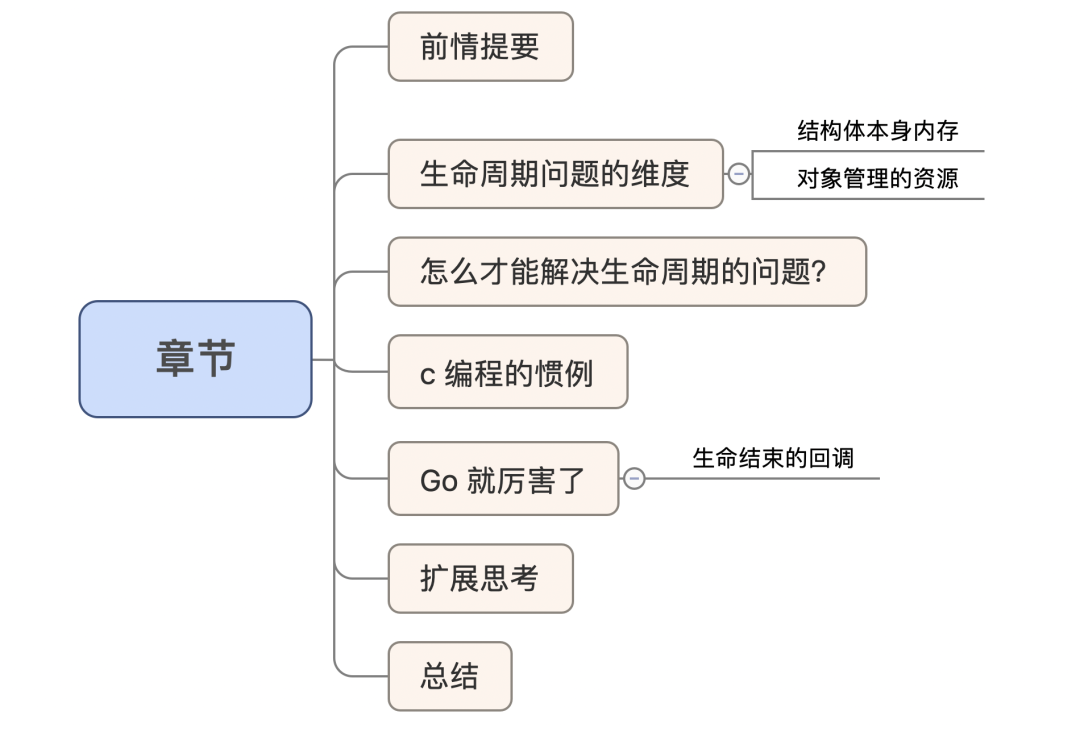 前情提要
结构体本身内存
生命周期问题的维度
对象管理的资源
怎么才能解决生命周期的问题?
章节
c 编程的惯例
生命结束的回调
Go 就厉害了
扩展思考
总结